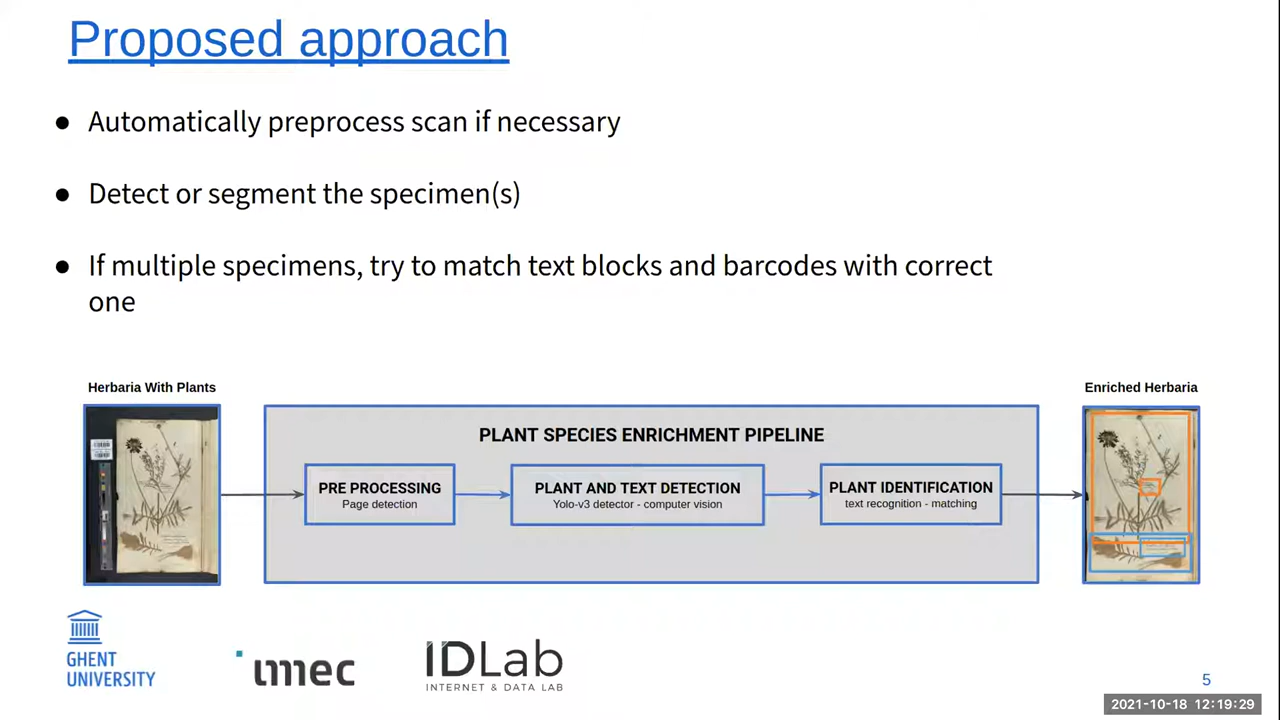 Proposed approach
● Automatically preprocess scan if necessary
● Detect or segment the specimen(s)
● If multiple specimens, try to match text blocks and barcodes with correct
one
Herbaria With Plants
Enriched Herbaria
PLANT SPECIES ENRICHMENT PIPELINE
PRE PROCESSING
Page detection
PLANT AND TEXT DETECTION
Yolo-v3 detector - computer vision
PLANT IDENTIFICATION
text recognition - matching
GHENT
UNIVERSITY
imec
IDLab
INTERNET & DATA LAB
5
2021-10-18 12:19:29